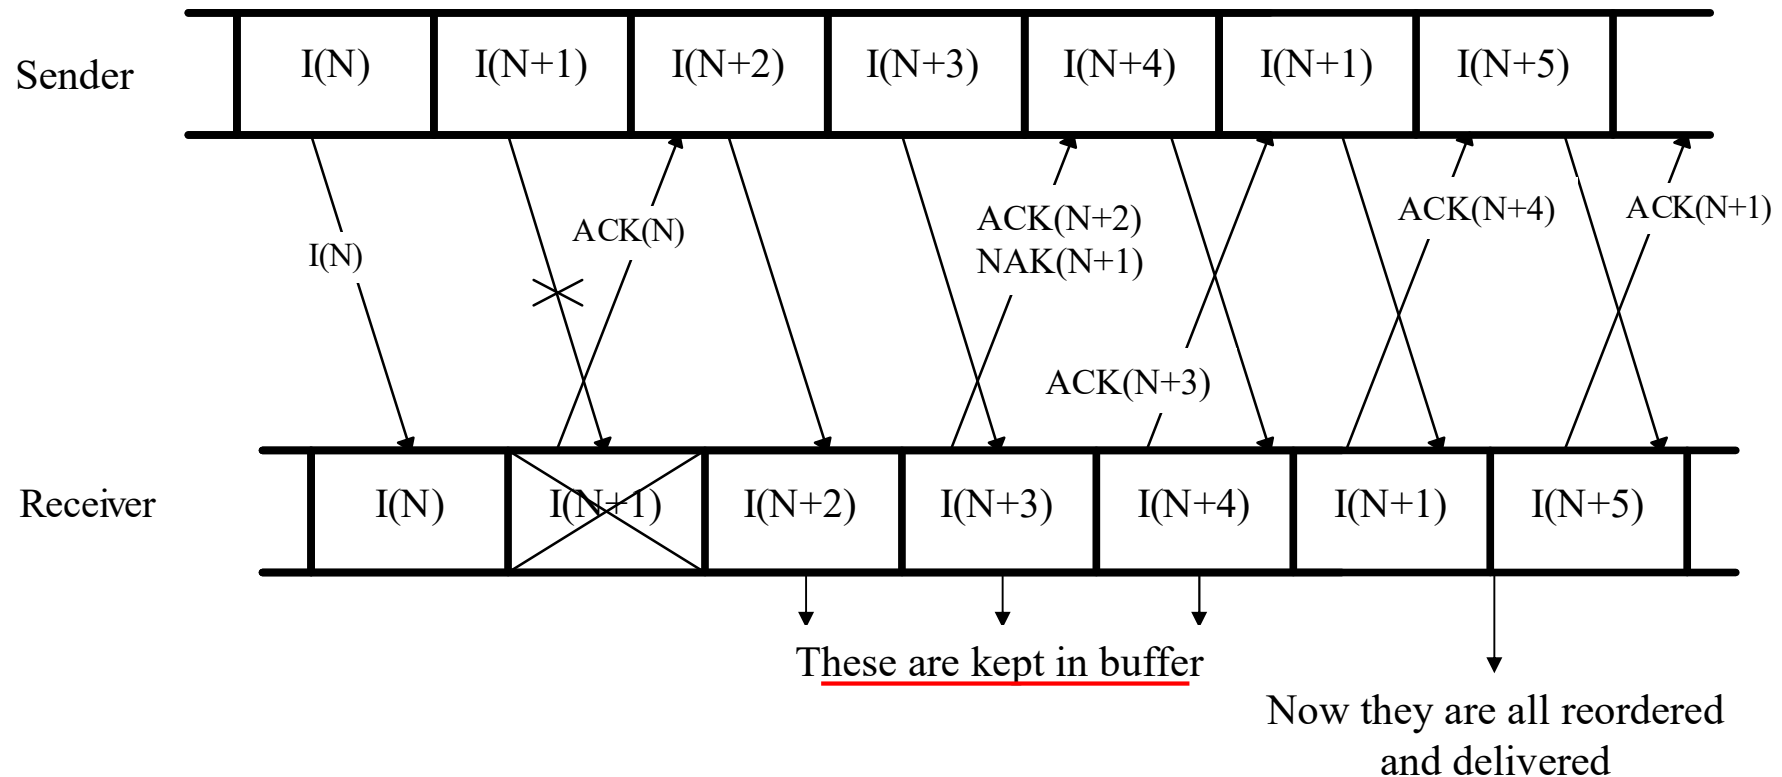 Sender
I(N) I(N+1) I(N+2) I(N+3) I(N+4) I(N+1) I(N+5)
I(N)
ACK(N)
ACK(N+2)
NAK(N+1)
ACK(N+3)
ACK(N+4)
ACK(N+1)
Receiver
I(N) I(N+1) I(N+2) I(N+3) I(N+4) I(N+1) I(N+5)
These are kept in buffer
Now they are all reordered
and delivered